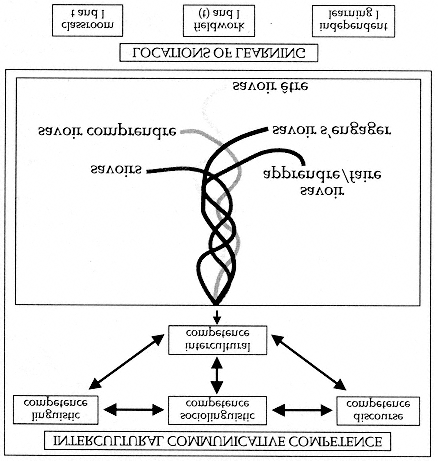 INTERCULTURAL COMMUNICATIVE COMPETENCE
linguistic
competence
sociolinguistic
competence
discourse
competence
intercultural
competence
savoir
apprendre/faire
savoirs
savoir s'engager
savoir comprendre
savoir être
LOCATIONS OF LEARNING
classroom
t and l
fieldwork
(t) and l
independent
learning l